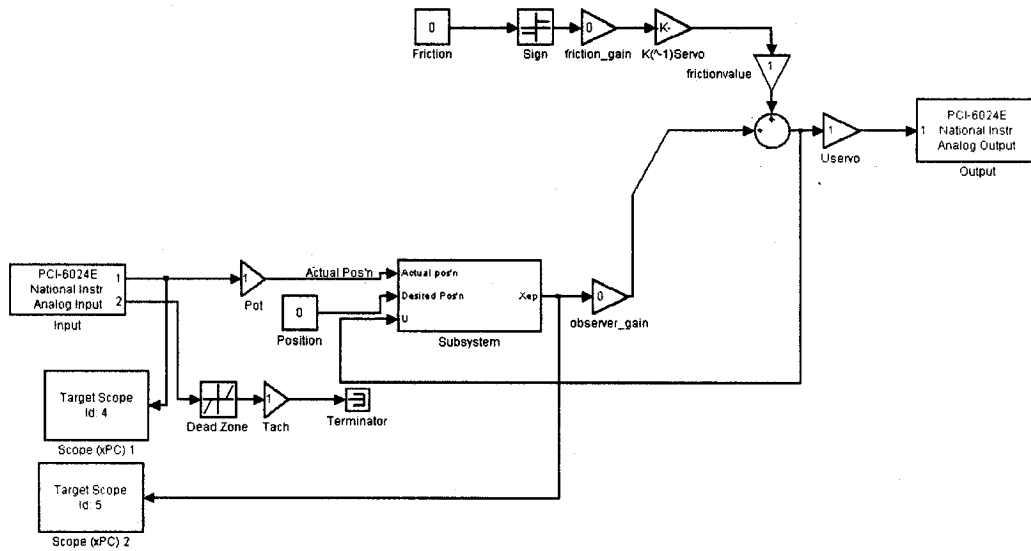 0
Friction
Sign
0
friction_gain
K-
K(^-1)Servo
1
frictionvalue
1
Uservo
1
PCI-6024E
National Instr
Analog Output
Output
PCI-6024E
National Instr
Analog Input
1
2
Input
1
Pot
Actual Pos'n
0
Position
Actual pos'n
Desired Pos'n
U
Xep
Subsystem
0
observer_gain
Target Scope
Id: 4
Scope (xPC) 1
Dead Zone
1
Tach
Terminator
Target Scope
Id: 5
Scope (xPC) 2